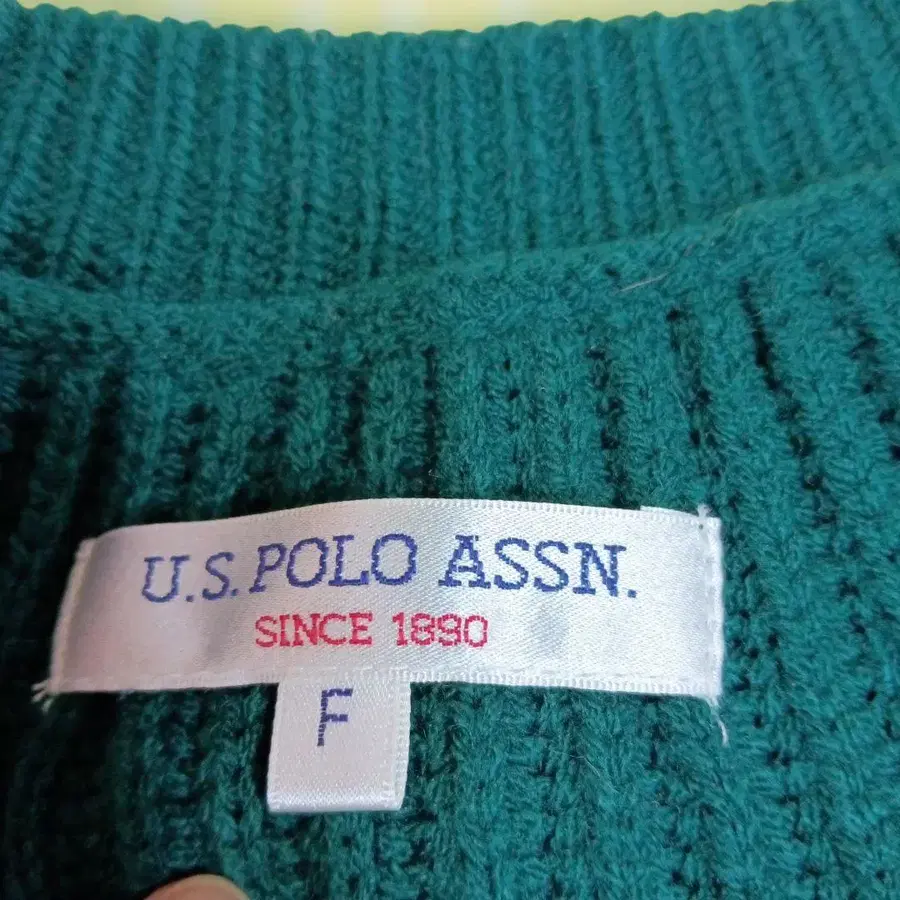 U.S. POLO ASSN.
SINCE 1890
F